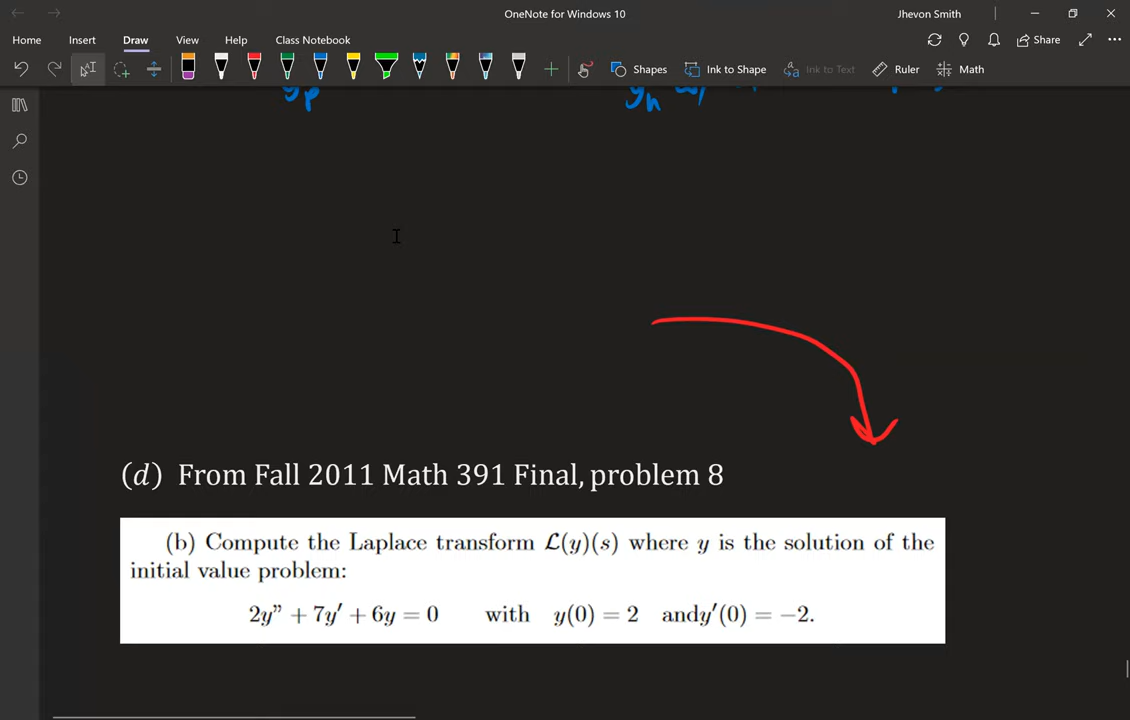 OneNote for Windows 10
Jhevon Smith
Home Insert Draw View Help Class Notebook
Share
Shapes Ink to Shape Ink to Text Ruler Math
y_p
y_h
(d) From Fall 2011 Math 391 Final, problem 8
(b) Compute the Laplace transform ℒ(y)(s) where y is the solution of the
initial value problem:
2y" + 7y′ + 6y = 0 with y(0) = 2 andy′(0) = −2.